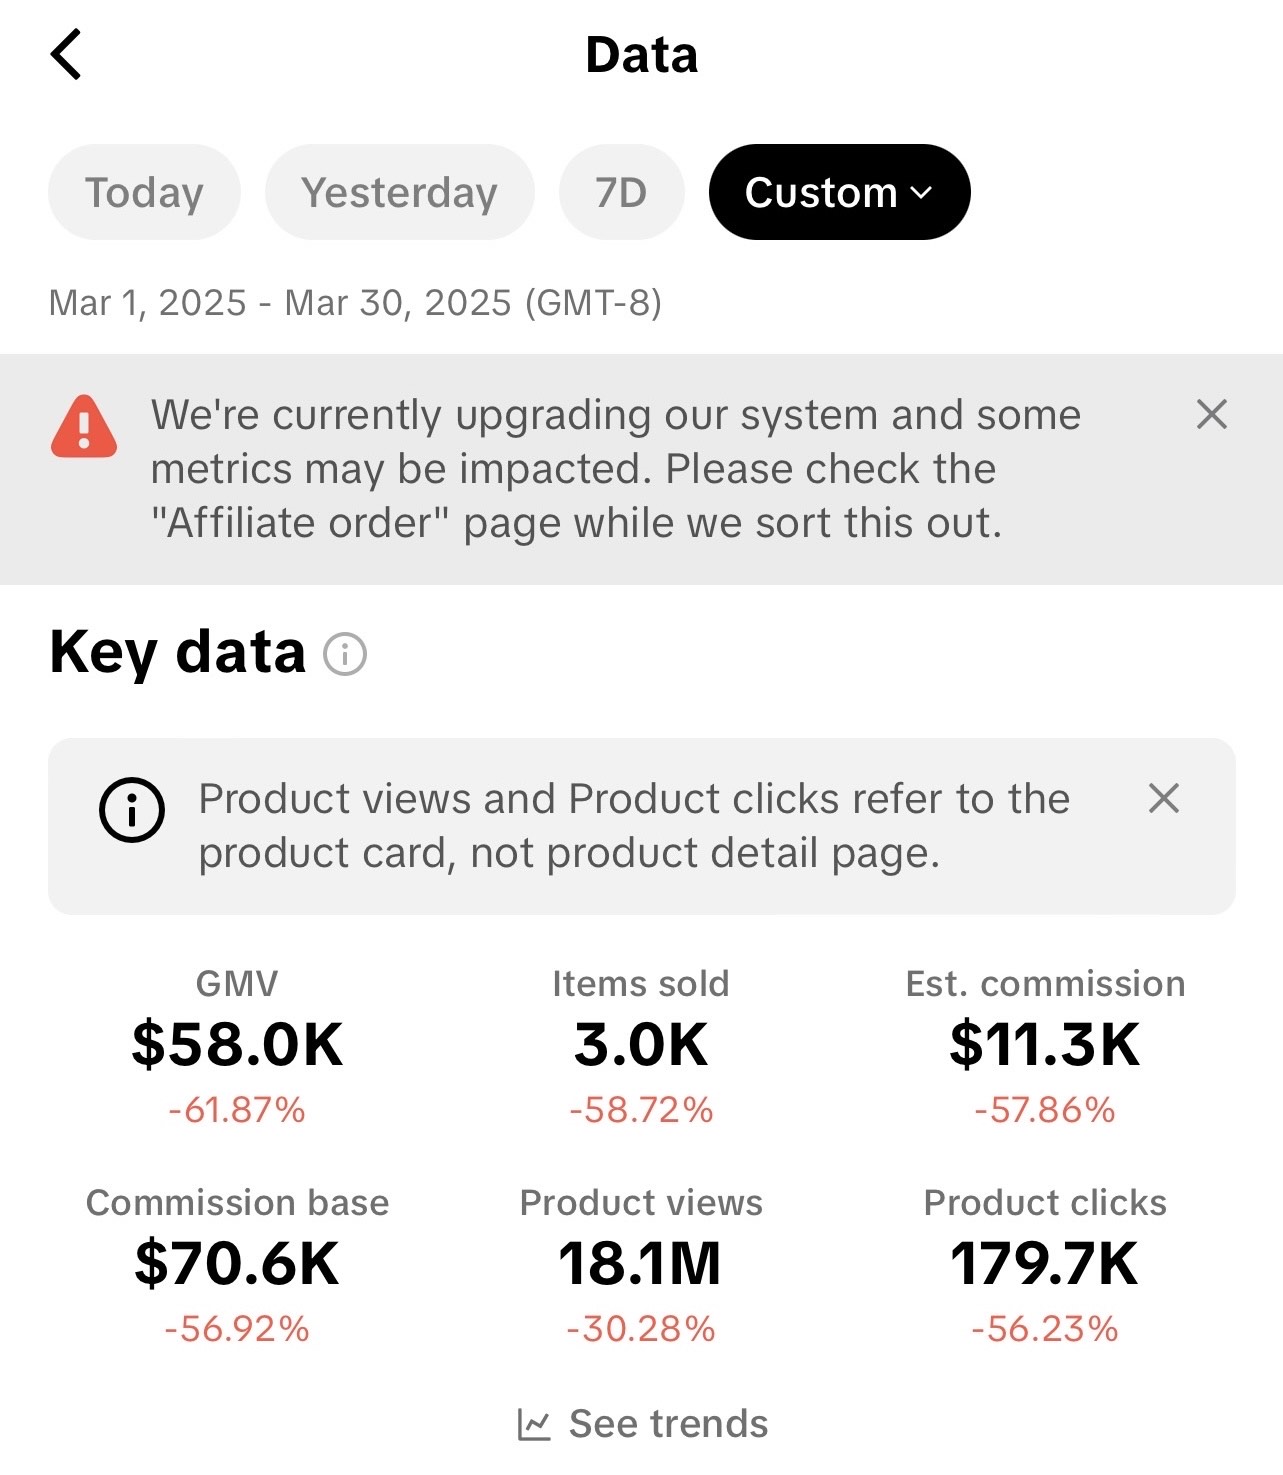 Data
Today Yesterday 7D Custom
Mar 1, 2025 - Mar 30, 2025 (GMT-8)
We're currently upgrading our system and some
metrics may be impacted. Please check the
"Affiliate order" page while we sort this out.
Key data
Product views and Product clicks refer to the
product card, not product detail page.
GMV Items sold Est. commission
$58.0K 3.0K $11.3K
-61.87% -58.72% -57.86%
Commission base Product views Product clicks
$70.6K 18.1M 179.7K
-56.92% -30.28% -56.23%
See trends